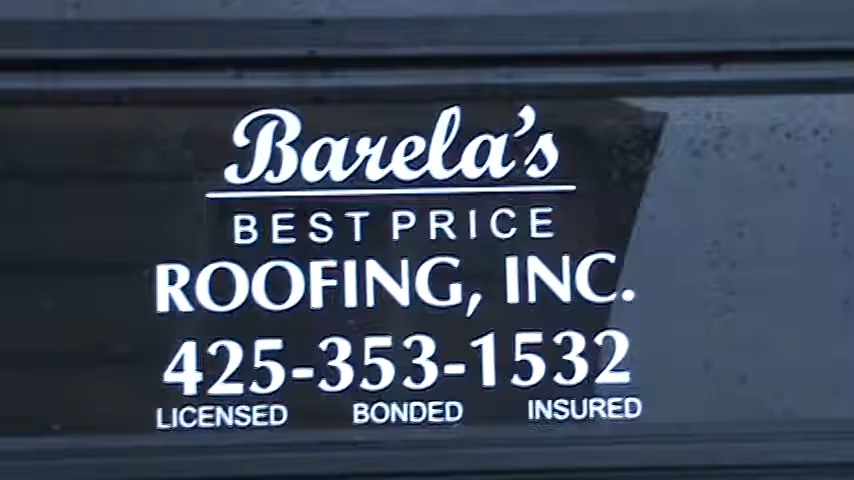 Barela's
BEST PRICE
ROOFING, INC.
425-353-1532
LICENSED BONDED INSURED